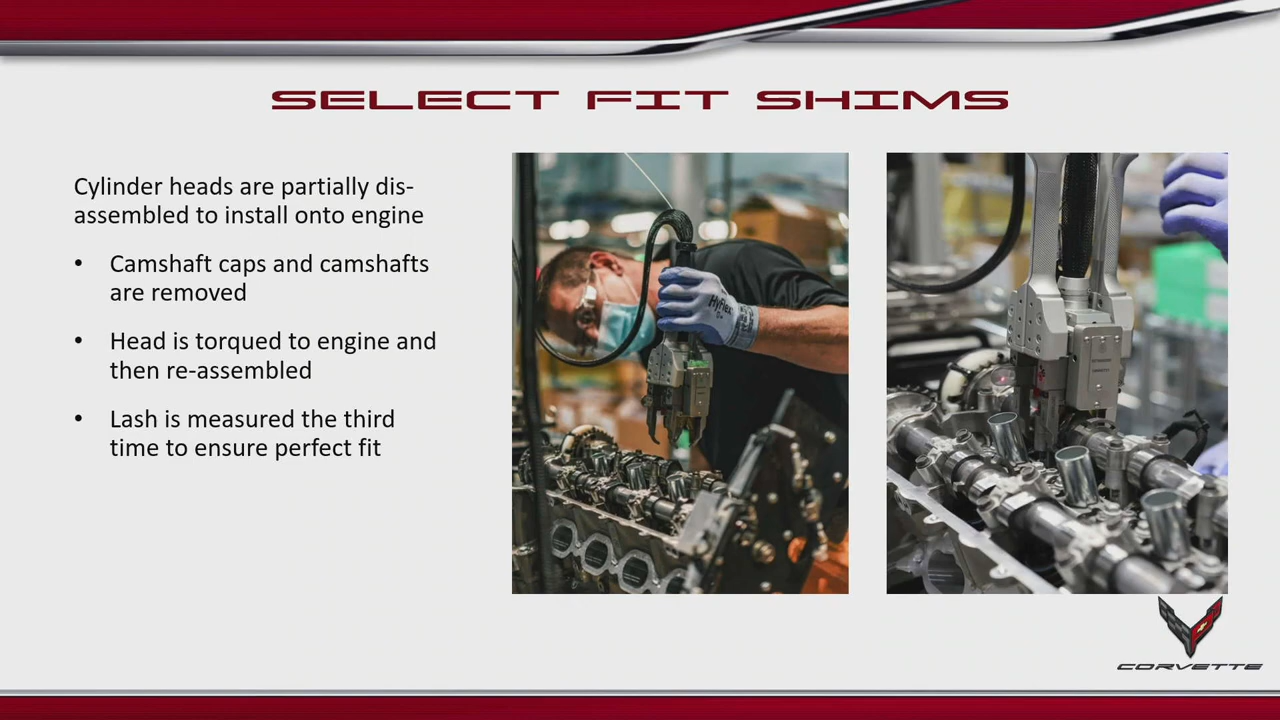 SELECT FIT SHIMS
Cylinder heads are partially dis-
assembled to install onto engine
• Camshaft caps and camshafts
are removed
• Head is torqued to engine and
then re-assembled
• Lash is measured the third
time to ensure perfect fit
HyFlex
CORVETTE